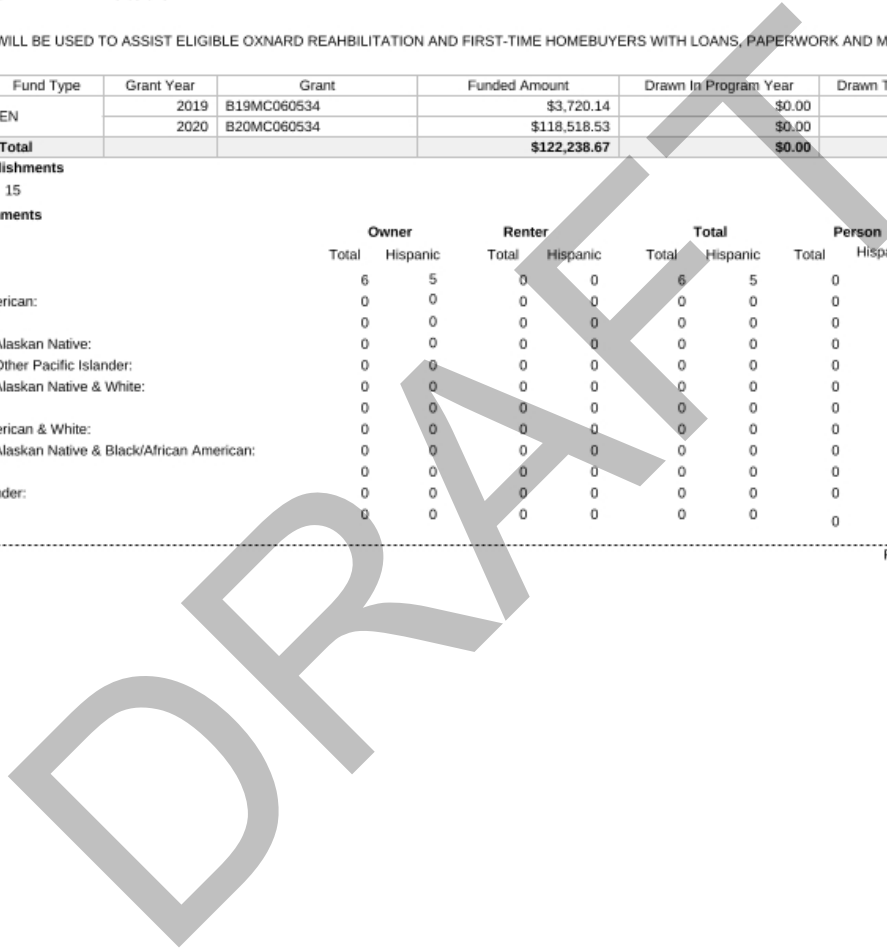 WILL BE USED TO ASSIST ELIGIBLE OXNARD REAHBILITATION AND FIRST-TIME HOMEBUYERS WITH LOANS, PAPERWORK AND M
Fund Type Grant Year Grant Funded Amount Drawn In Program Year Drawn T
EN 2019 B19MC060534 $3,720.14 $0.00
2020 B20MC060534 $118,518.53 $0.00
Total $122,238.67 $0.00
lishments
15
ments
Owner Renter Total Person
Total Hispanic Total Hispanic Total Hispanic Total Hispa
6 5 0 0 6 5 0
erican: 0 0 0 0 0 0 0
0 0 0 0 0 0 0
Alaskan Native: 0 0 0 0 0 0 0
Other Pacific Islander: 0 0 0 0 0 0 0
Alaskan Native & White: 0 0 0 0 0 0 0
0 0 0 0 0 0 0
erican & White: 0 0 0 0 0 0 0
Alaskan Native & Black/African American: 0 0 0 0 0 0 0
0 0 0 0 0 0 0
nder: 0 0 0 0 0 0 0
0 0 0 0 0 0 0
DRAFT